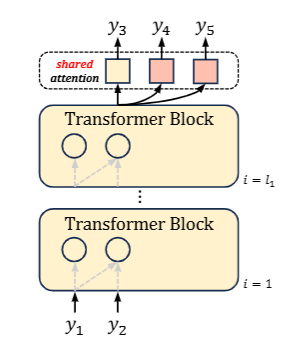 y₃ y₄ y₅
shared
attention
Transformer Block
i = l₁
⋮
Transformer Block
i = 1
y₁ y₂